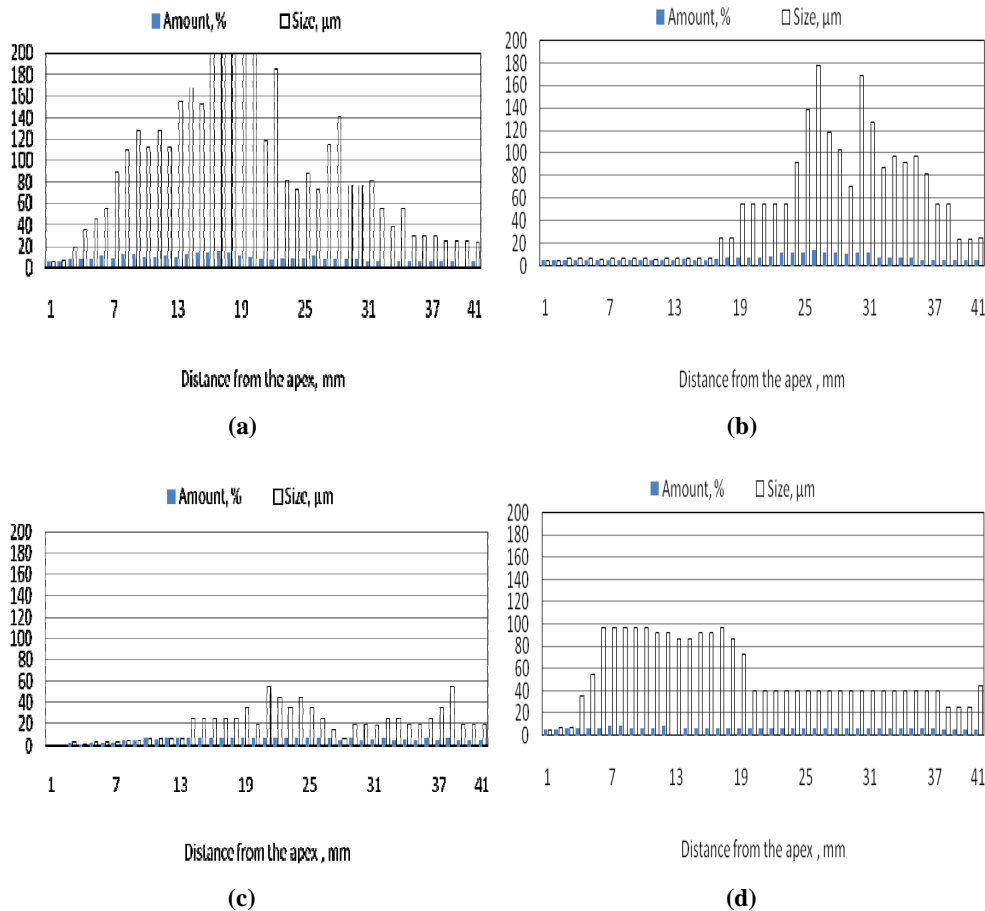 Amount, % Size, μm
200
180
160
140
120
100
80
60
40
20
0
1 7 13 19 25 31 37 41
Distance from the apex, mm
(a)
Amount, % Size, μm
200
180
160
140
120
100
80
60
40
20
0
1 7 13 19 25 31 37 41
Distance from the apex , mm
(b)
Amount, % Size, μm
200
180
160
140
120
100
80
60
40
20
0
1 7 13 19 25 31 37 41
Distance from the apex , mm
(c)
Amount, % Size, μm
200
180
160
140
120
100
80
60
40
20
0
1 7 13 19 25 31 37 41
Distance from the apex , mm
(d)